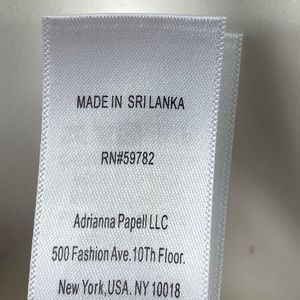 MADE IN SRI LANKA
RN#59782
Adrianna Papell LLC
500 Fashion Ave.10Th Floor.
New York,USA. NY 10018